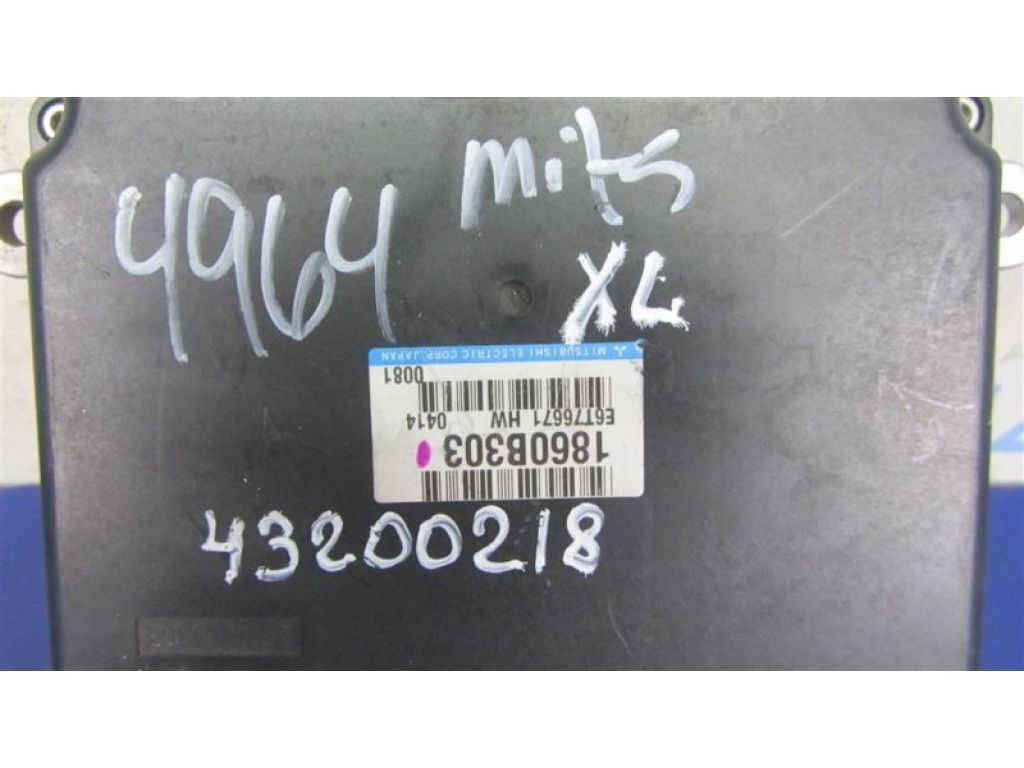 4964 mits
XL
MITSUBISHI ELECTRIC CORP. JAPAN
0081
E6T76671 HW 0414
1860B303
43200218